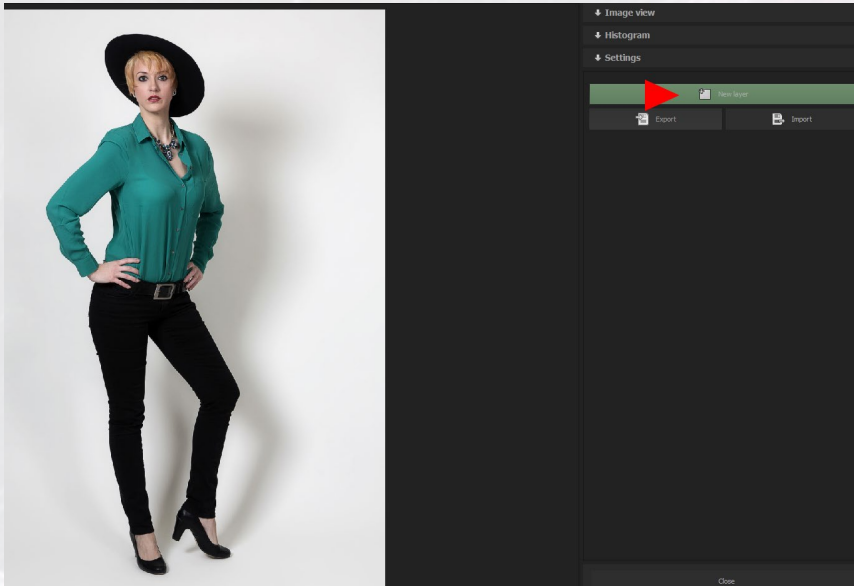 Image view
Histogram
Settings
New layer
Export
Import
Close